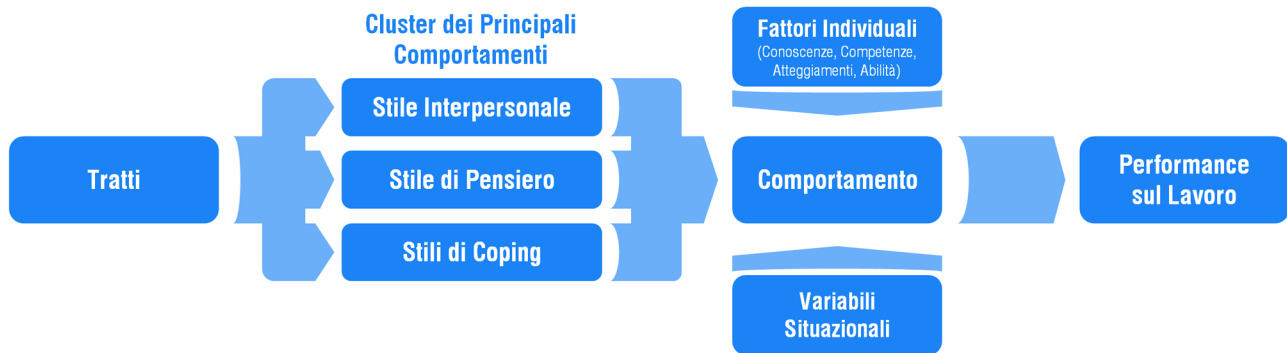 Cluster dei Principali
Comportamenti
Fattori Individuali
(Conoscenze, Competenze,
Atteggiamenti, Abilità)
Stile Interpersonale
Tratti
Stile di Pensiero
Comportamento
Performance
sul Lavoro
Stili di Coping
Variabili
Situazionali